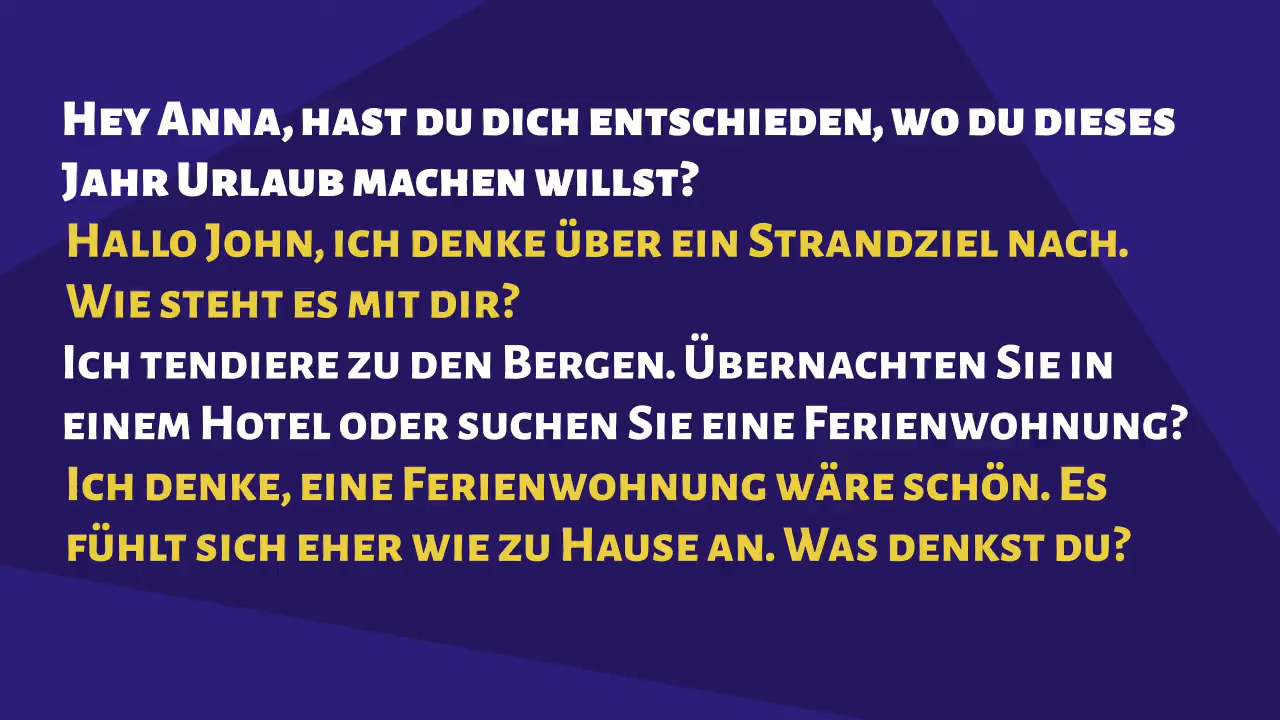 Hey Anna, hast du dich entschieden, wo du dieses
Jahr Urlaub machen willst?
Hallo John, ich denke über ein Strandziel nach.
Wie steht es mit dir?
Ich tendiere zu den Bergen. Übernachten Sie in
einem Hotel oder suchen Sie eine Ferienwohnung?
Ich denke, eine Ferienwohnung wäre schön. Es
fühlt sich eher wie zu Hause an. Was denkst du?